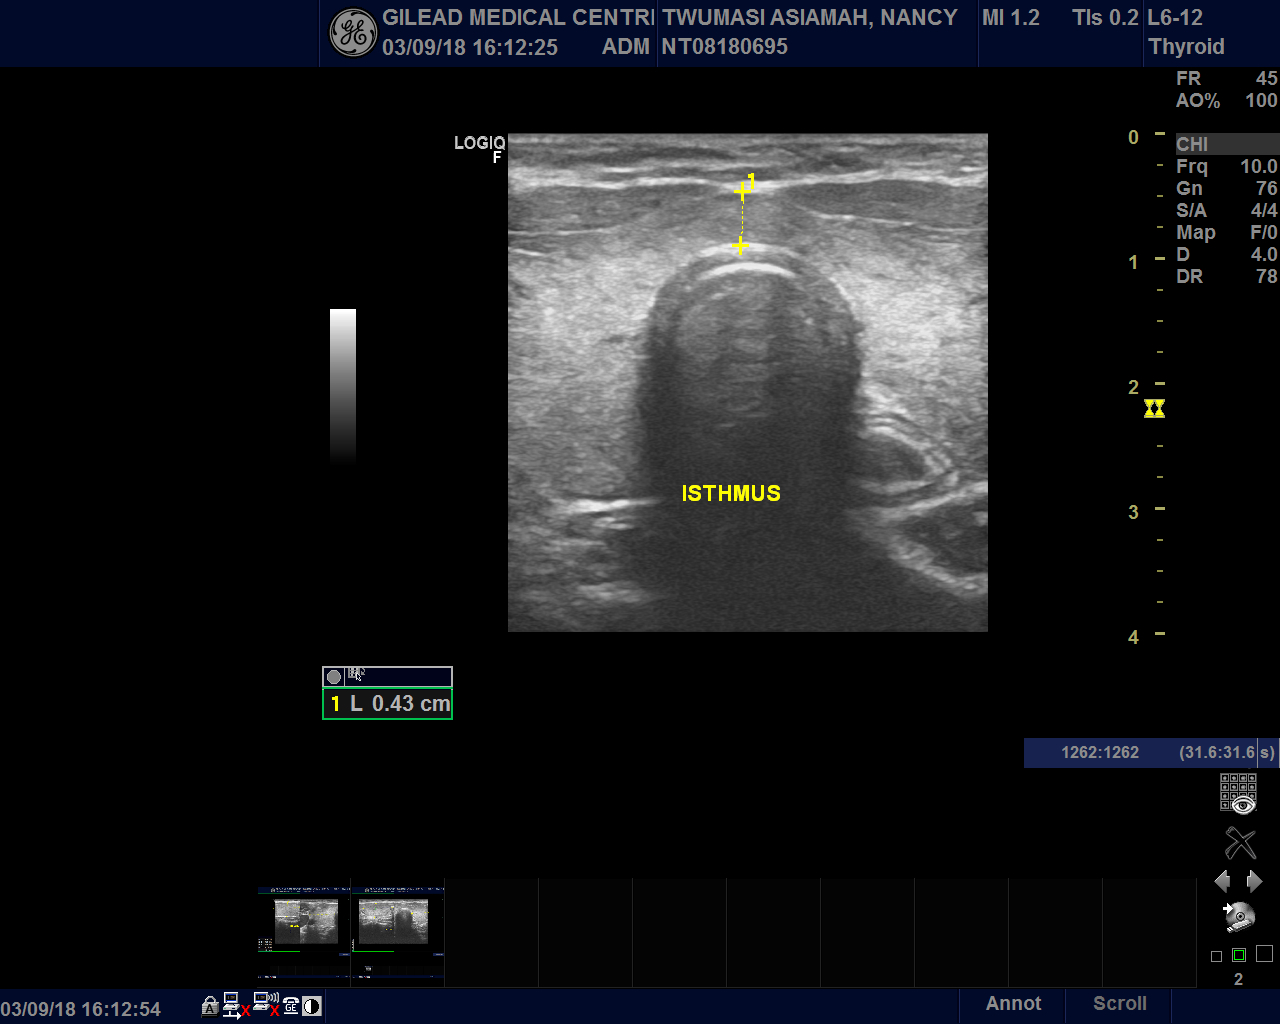 GILEAD MEDICAL CENTRI
TWUMASI ASIAMAH, NANCY
MI 1.2
TIs 0.2
L6-12
03/09/18 16:12:25
ADM
NT08180695
Thyroid
FR 45
AO% 100
CHI
Frq 10.0
Gn 76
S/A 4/4
Map F/0
D 4.0
DR 78
LOGIQ
F
0
1
2
3
4
1
ISTHMUS
1 L 0.43 cm
1262:1262 (31.6:31.6 s)
2
03/09/18 16:12:54
Annot
Scroll